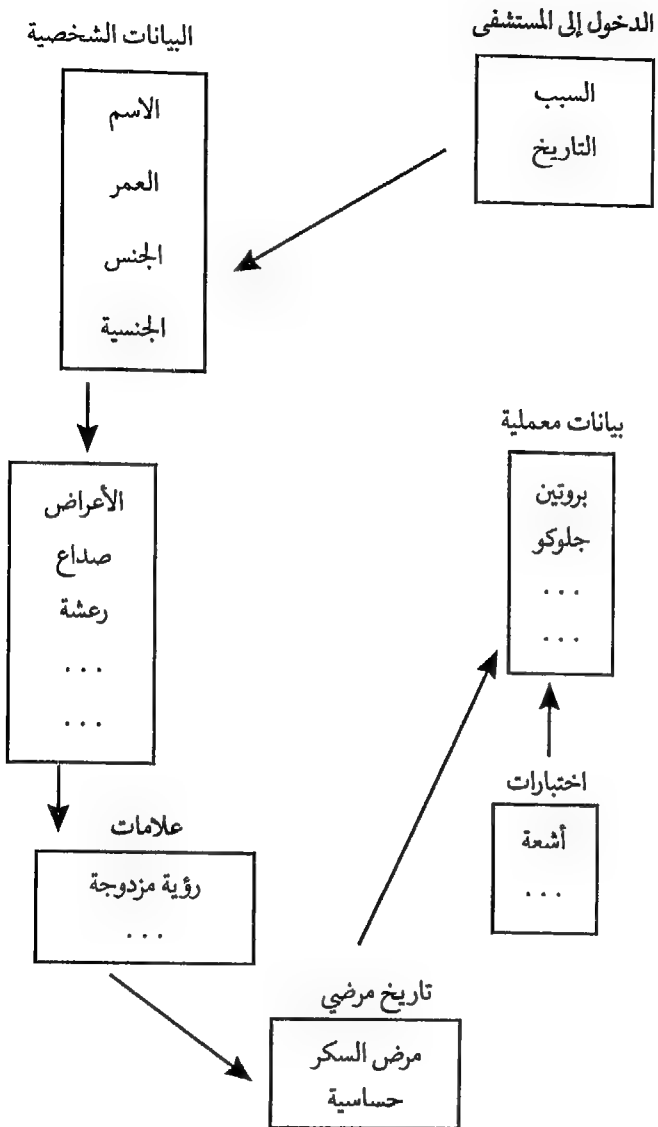 الدخول إلى المستشفى
السبب
التاريخ
البيانات الشخصية
الاسم
العمر
الجنس
الجنسية
الأعراض
صداع
رعشة
. . .
. . .
علامات
رؤية مزدوجة
. . .
تاريخ مرضي
مرض السكر
حساسية
بيانات معملية
بروتين
جلوكو
. . .
. . .
اختبارات
أشعة
. . .